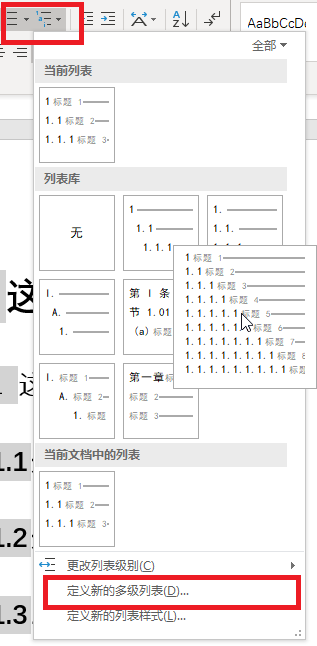 AaBbCcDc
全部
当前列表
1 标题 1
1.1 标题 2
1.1.1 标题 3
列表库
无
1
1.1
1.1.1
1.
1.1.
I.
A.
1.
第 I 条
节 1.01
(a) 标题
1 标题 1
1.1 标题 2
1.1.1 标题 3
1.1.1.1 标题 4
1.1.1.1.1 标题 5
1.1.1.1.1.1 标题 6
1.1.1.1.1.1.1 标题 7
1.1.1.1.1.1.1.1 标题 8
1.1.1.1.1.1.1.1.1 标题
I. 标题 1
A. 标题 2
1. 标题
第一章 标题
标题 2
标题 3
当前文档中的列表
1 标题 1
1.1 标题 2
1.1.1 标题 3
更改列表级别(C)
定义新的多级列表(D)...
定义新的列表样式(L)...
这
这
1.1
1.2
1.3